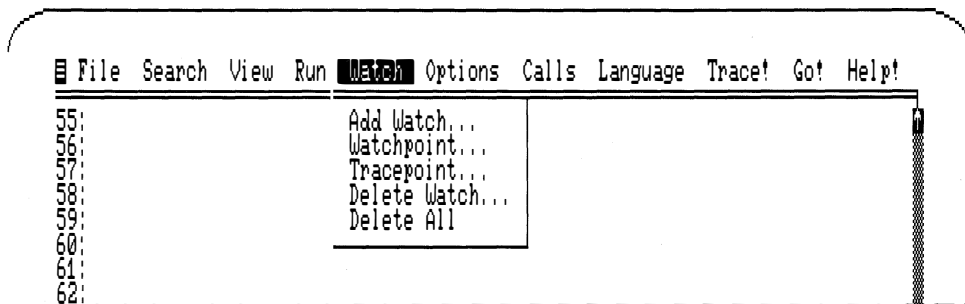 File Search View Run Watch Options Calls Language Trace! Go! Help!
55: Add Watch...
56: Watchpoint...
57: Tracepoint...
58: Delete Watch...
59: Delete All
60:
61:
62: